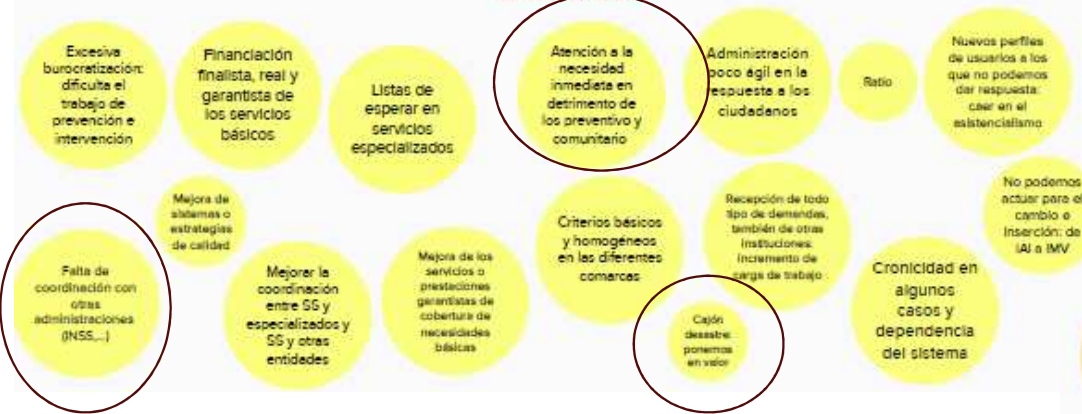 Excesiva
burocratización:
dficulta el
trabajo de
prevención e
intervención
Financiación
finalista, real y
garantista de
los servicios
básicos
Listas de
esperar en
servicios
especializados
Atención a la
necesidad
inmediata en
detrimento de
los preventivo y
comunitario
Administración
poco ágil en la
respuesta a los
ciudadanos
Ratio
Nuevos perfiles
de usuarios a los
que no podemos
dar respuesta:
caer en el
asistencialismo
Falta de
coordinación con
otras
administraciones
(INSS,...)
Mejora de
sistemas o
estrategias
de calidad
Mejorar la
coordinación
entre SS y
especializados y
SS y otras
entidades
Mejora de los
servicios o
prestaciones
garantistas de
cobertura de
necesidades
básicas
Criterios básicos
y homogéneos
en las diferentes
comarcas
Recepción de todo
tipo de demandas,
también de otras
instituciones:
incremento de
carga de trabajo
Cajón
desastre:
ponemos
en valor
Cronicidad en
algunos
casos y
dependencia
del sistema
No podemos
actuar para el
cambio e
inserción: de
IAI a IMV